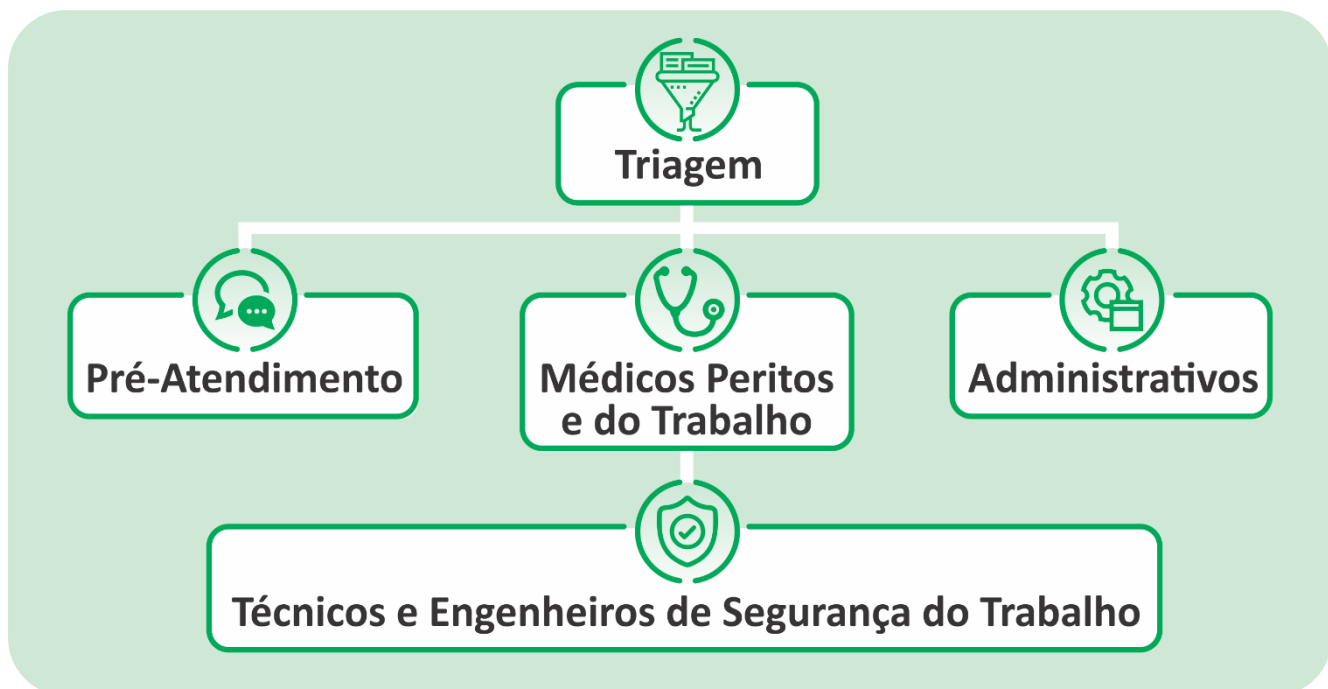 Triagem
Pré-Atendimento
Médicos Peritos
e do Trabalho
Administrativos
Técnicos e Engenheiros de Segurança do Trabalho